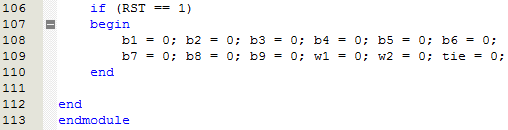 106 if (RST == 1)
107 begin
108 b1 = 0; b2 = 0; b3 = 0; b4 = 0; b5 = 0; b6 = 0;
109 b7 = 0; b8 = 0; b9 = 0; w1 = 0; w2 = 0; tie = 0;
110 end
111
112 end
113 endmodule